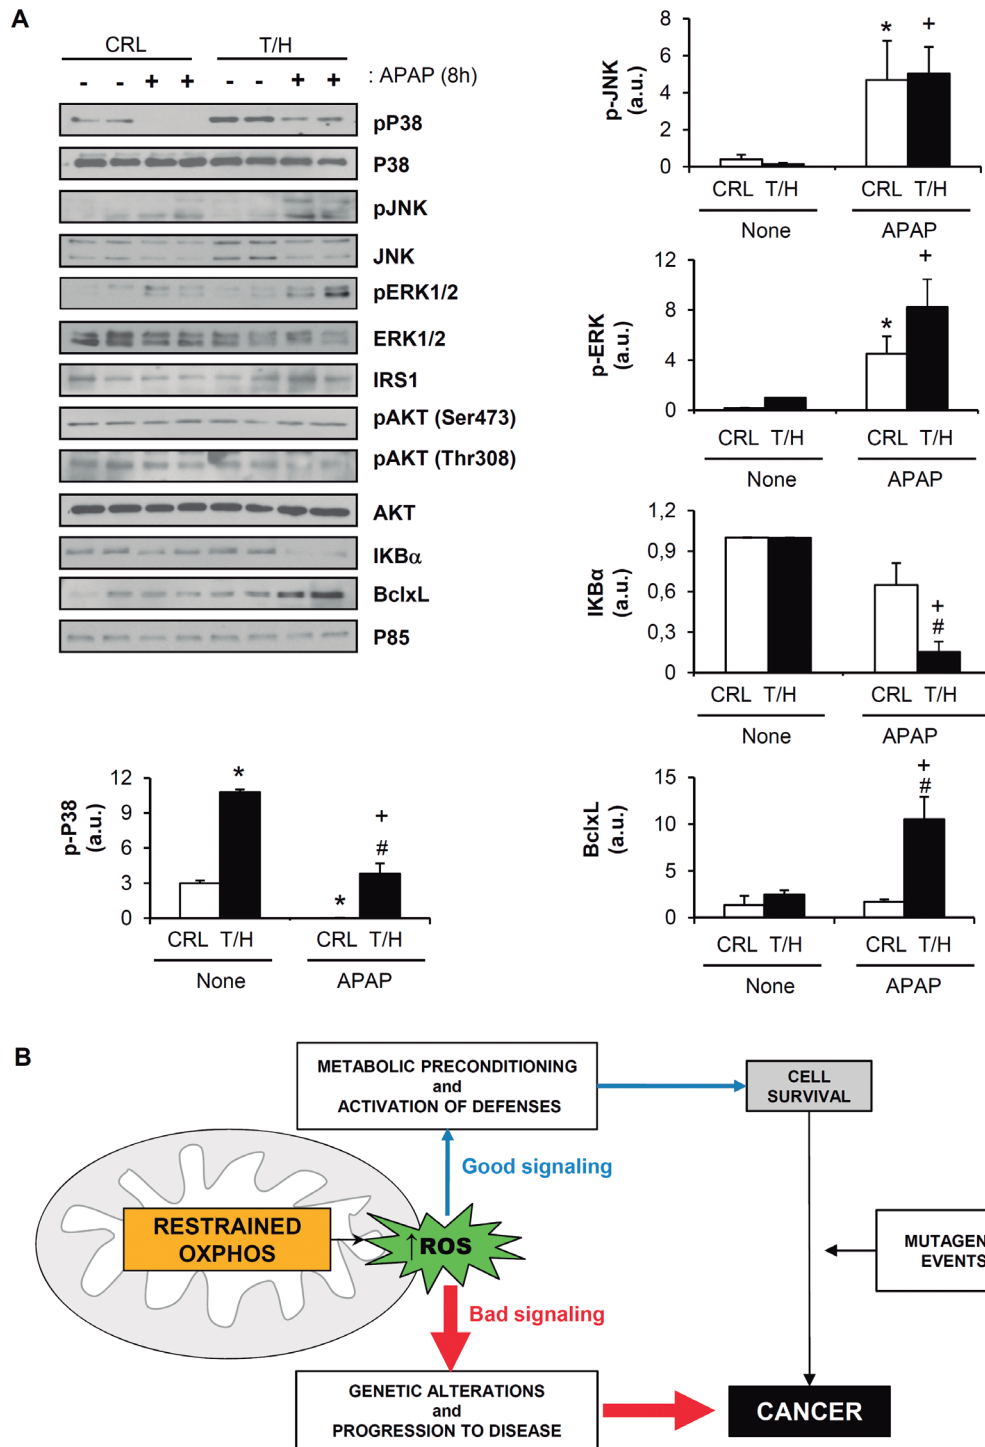 A
CRL T/H
- - + + - - + + : APAP (8h)
pP38
P38
pJNK
JNK
pERK1/2
ERK1/2
IRS1
pAKT (Ser473)
pAKT (Thr308)
AKT
IKBα
BclxL
P85
p-JNK
(a.u.)
8
6
4
2
0
*
+
CRL T/H CRL T/H
None APAP
p-ERK
(a.u.)
12
8
4
0
*
+
CRL T/H CRL T/H
None APAP
IKBα
(a.u.)
1,2
0,9
0,6
0,3
0
+
#
CRL T/H CRL T/H
None APAP
p-P38
(a.u.)
12
9
6
3
0
*
*
+
#
CRL T/H CRL T/H
None APAP
BclxL
(a.u.)
15
10
5
0
+
#
CRL T/H CRL T/H
None APAP
B
METABOLIC PRECONDITIONING
and
ACTIVATION OF DEFENSES
CELL
SURVIVAL
Good signaling
RESTRAINED
OXPHOS
↑ROS
MUTAGEN
EVENTS
Bad signaling
GENETIC ALTERATIONS
and
PROGRESSION TO DISEASE
CANCER